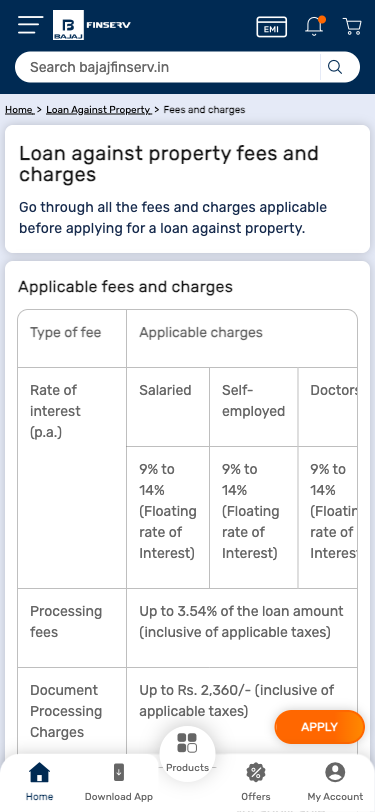 B
BAJAJ
FINSERV
EMI
Search bajajfinserv.in
Home > Loan Against Property > Fees and charges
Loan against property fees and
charges
Go through all the fees and charges applicable
before applying for a loan against property.
Applicable fees and charges
Type of fee
Applicable charges
Rate of
interest
(p.a.)
Salaried
Self-
employed
Doctors
9% to
14%
(Floating
rate of
Interest)
9% to
14%
(Floating
rate of
Interest)
9% to
14%
(Floatin
rate of
Interes
Processing
fees
Up to 3.54% of the loan amount
(inclusive of applicable taxes)
Document
Processing
Charges
Up to Rs. 2,360/- (inclusive of
applicable taxes)
APPLY
Home
Download App
Products
Offers
My Account